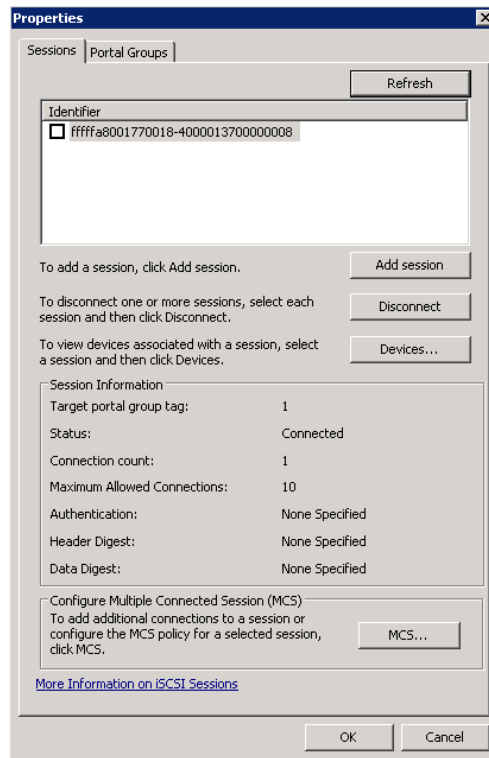 Properties
Sessions
Portal Groups
Refresh
Identifier
fffffa8001770018-4000013700000008
To add a session, click Add session.
Add session
To disconnect one or more sessions, select each
session and then click Disconnect.
Disconnect
To view devices associated with a session, select
a session and then click Devices.
Devices...
Session Information
Target portal group tag: 1
Status: Connected
Connection count: 1
Maximum Allowed Connections: 10
Authentication: None Specified
Header Digest: None Specified
Data Digest: None Specified
Configure Multiple Connected Session (MCS)
To add additional connections to a session or
configure the MCS policy for a selected session,
click MCS.
MCS...
More Information on iSCSI Sessions
OK
Cancel